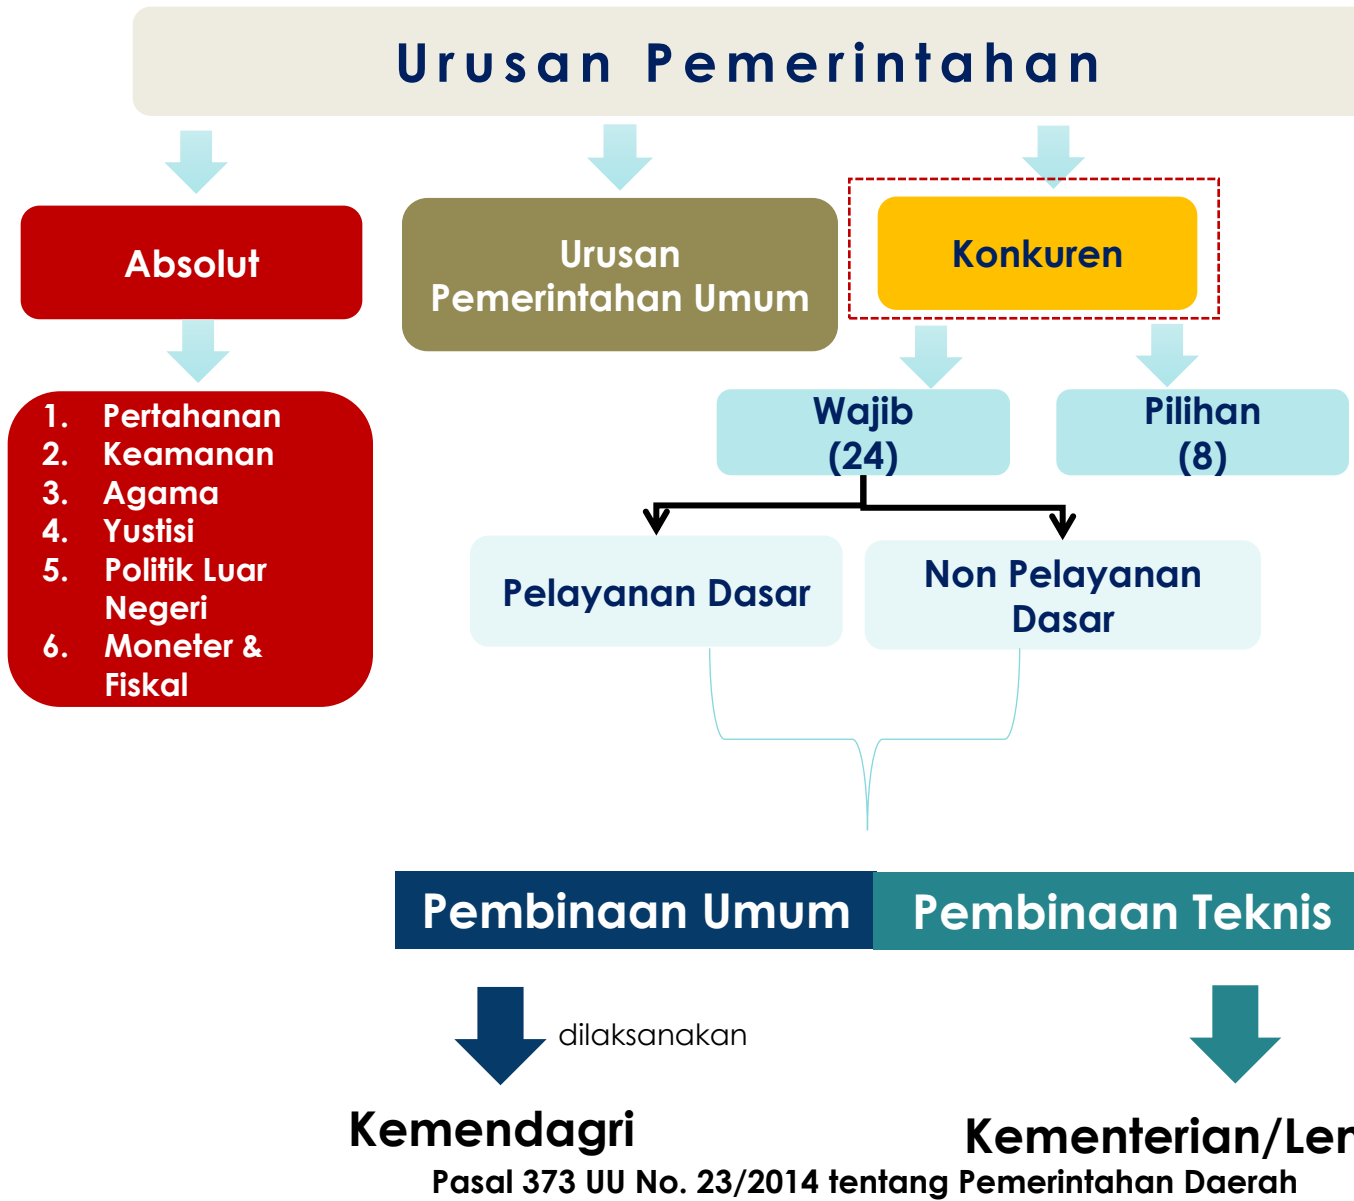 Urusan Pemerintahan
Absolut
Urusan
Pemerintahan Umum
Konkuren
1. Pertahanan
2. Keamanan
3. Agama
4. Yustisi
5. Politik Luar
Negeri
6. Moneter &
Fiskal
Wajib
(24)
Pilihan
(8)
Pelayanan Dasar
Non Pelayanan
Dasar
Pembinaan Umum
Pembinaan Teknis
dilaksanakan
Kemendagri
Kementerian/Len
Pasal 373 UU No. 23/2014 tentang Pemerintahan Daerah